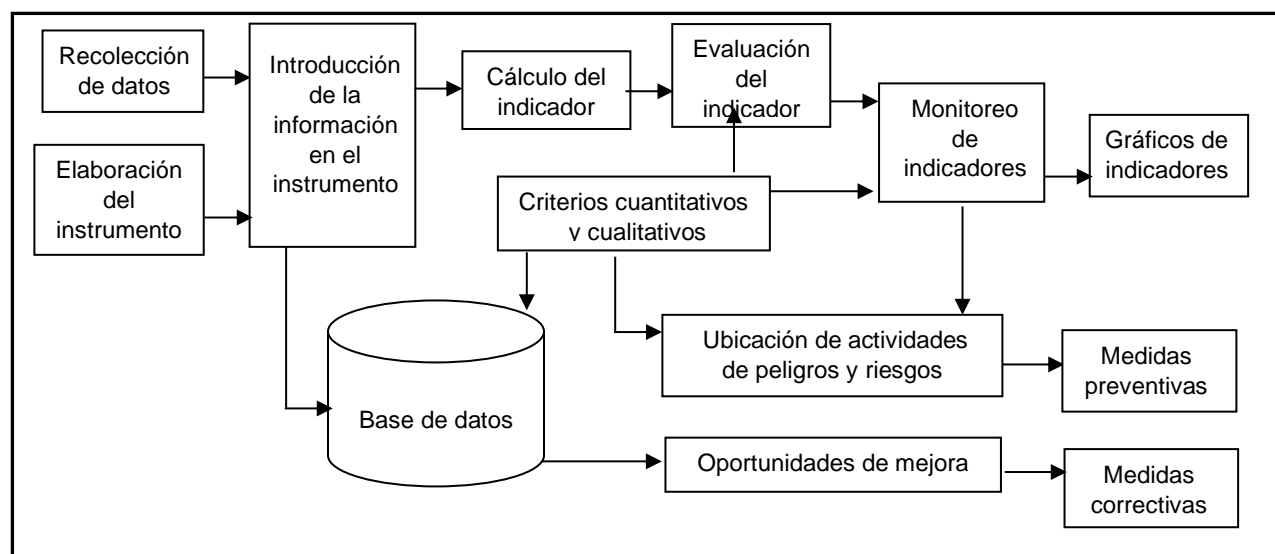 Recolección
de datos
Elaboración
del
instrumento
Introducción
de la
información
en el
instrumento
Cálculo del
indicador
Evaluación
del
indicador
Monitoreo
de
indicadores
Gráficos de
indicadores
Criterios cuantitativos
y cualitativos
Base de datos
Ubicación de actividades
de peligros y riesgos
Medidas
preventivas
Oportunidades de mejora
Medidas
correctivas